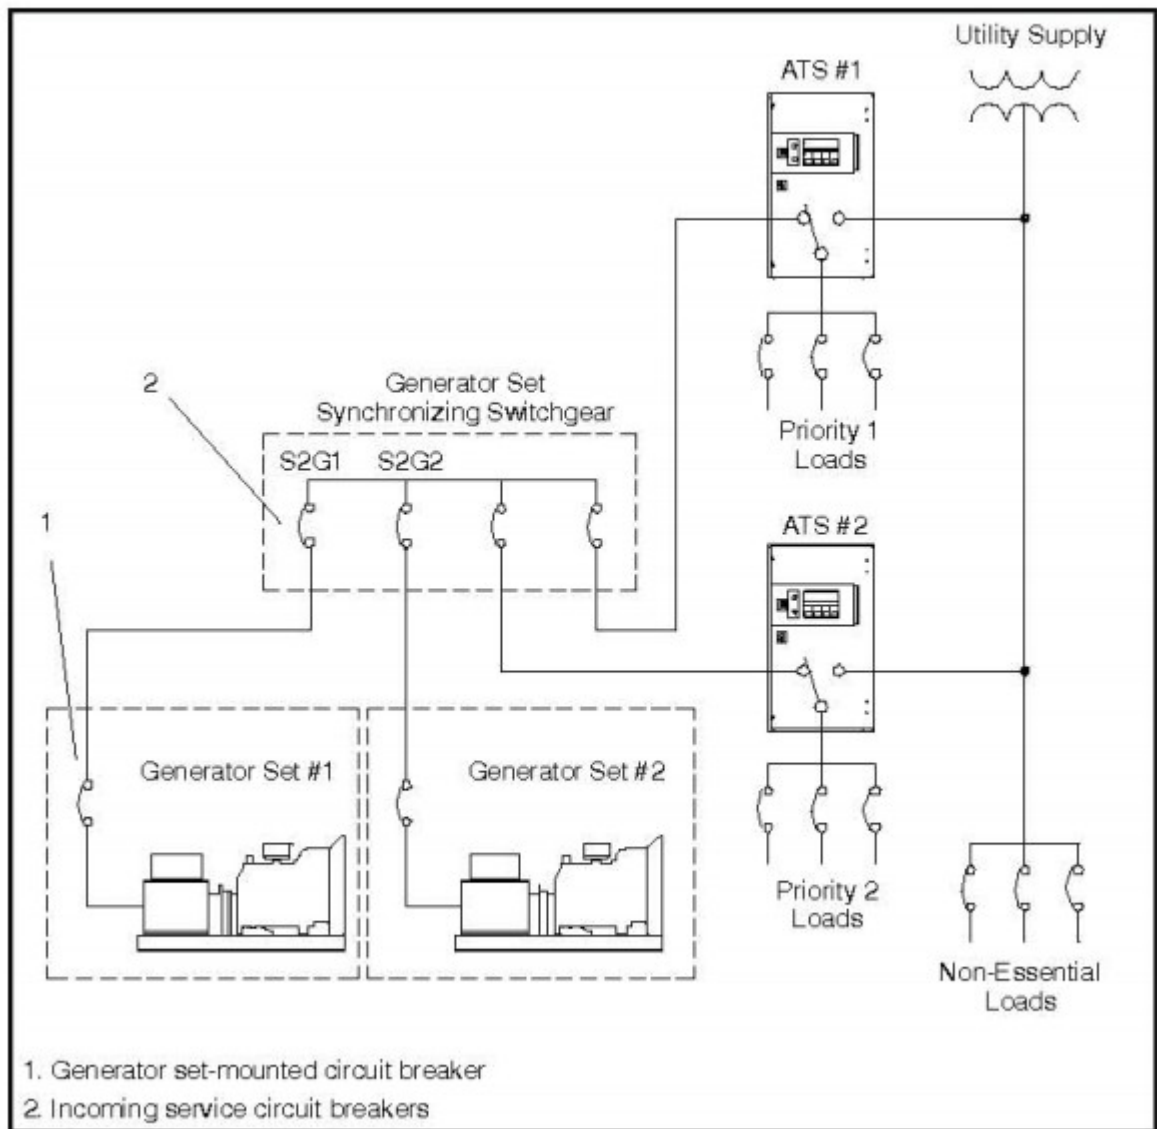 Utility Supply
ATS #1
Priority 1
Loads
2
Generator Set
Synchronizing Switchgear
S2G1 S2G2
1
ATS #2
Generator Set #1
Generator Set #2
Priority 2
Loads
Non-Essential
Loads
1. Generator set-mounted circuit breaker
2. Incoming service circuit breakers